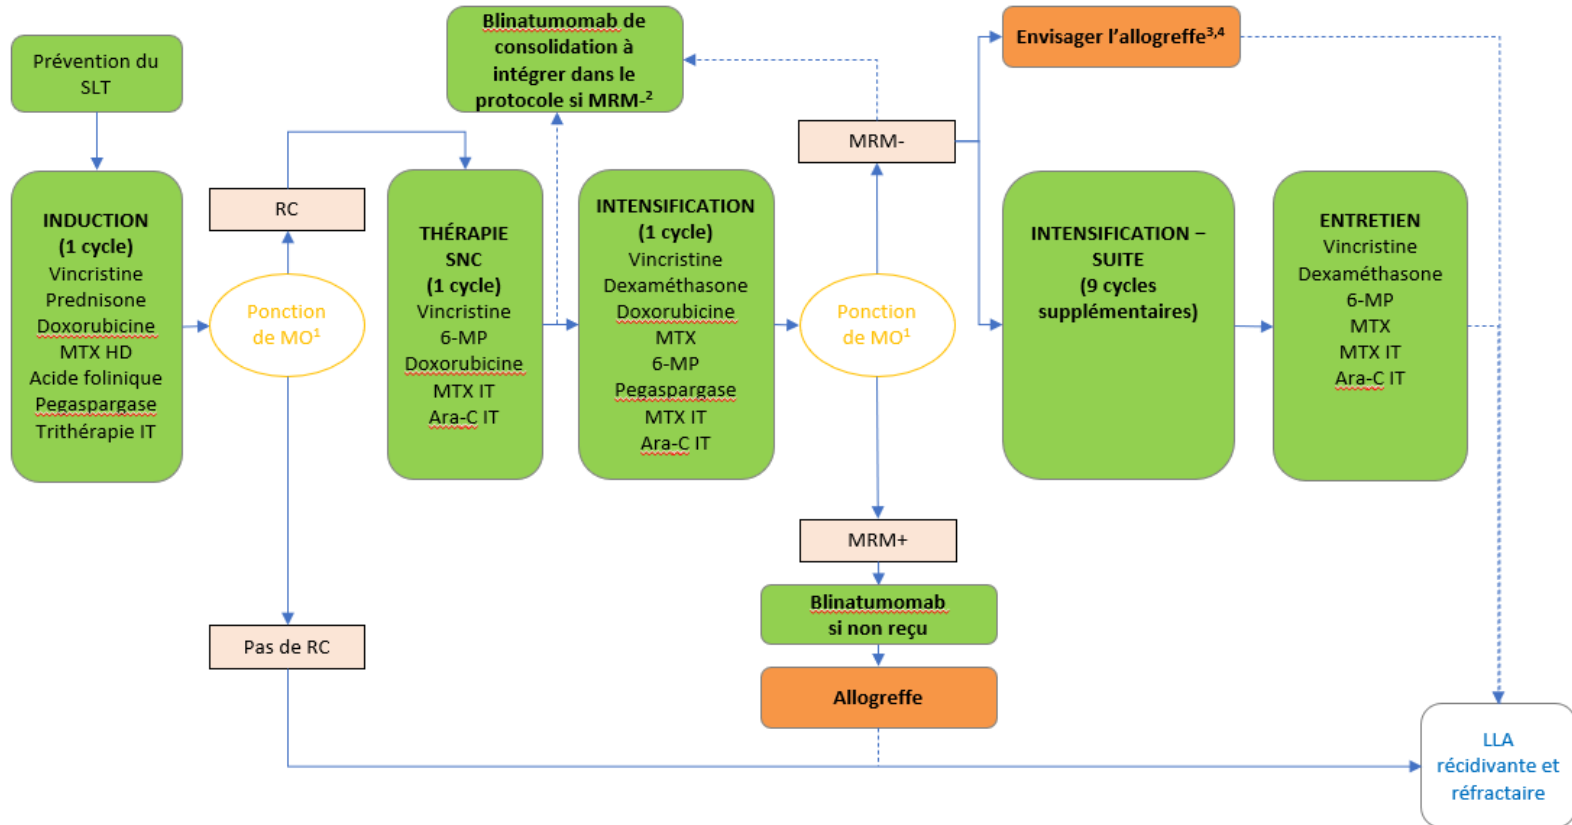 Prévention du
SLT
INDUCTION
(1 cycle)
Vincristine
Prednisone
Doxorubicine
MTX HD
Acide folinique
Pegaspargase
Trithérapie IT
RC
Ponction
de MO¹
Pas de RC
THÉRAPIE
SNC
(1 cycle)
Vincristine
6-MP
Doxorubicine
MTX IT
Ara-C IT
Blinatumomab de
consolidation à
intégrer dans le
protocole si MRM-²
INTENSIFICATION
(1 cycle)
Vincristine
Dexaméthasone
Doxorubicine
MTX
6-MP
Pegaspargase
MTX IT
Ara-C IT
MRM-
Ponction
de MO¹
MRM+
Blinatumomab
si non reçu
Allogreffe
Envisager l’allogreffe³,⁴
INTENSIFICATION –
SUITE
(9 cycles
supplémentaires)
ENTRETIEN
Vincristine
Dexaméthasone
6-MP
MTX
MTX IT
Ara-C IT
LLA
récidivante et
réfractaire